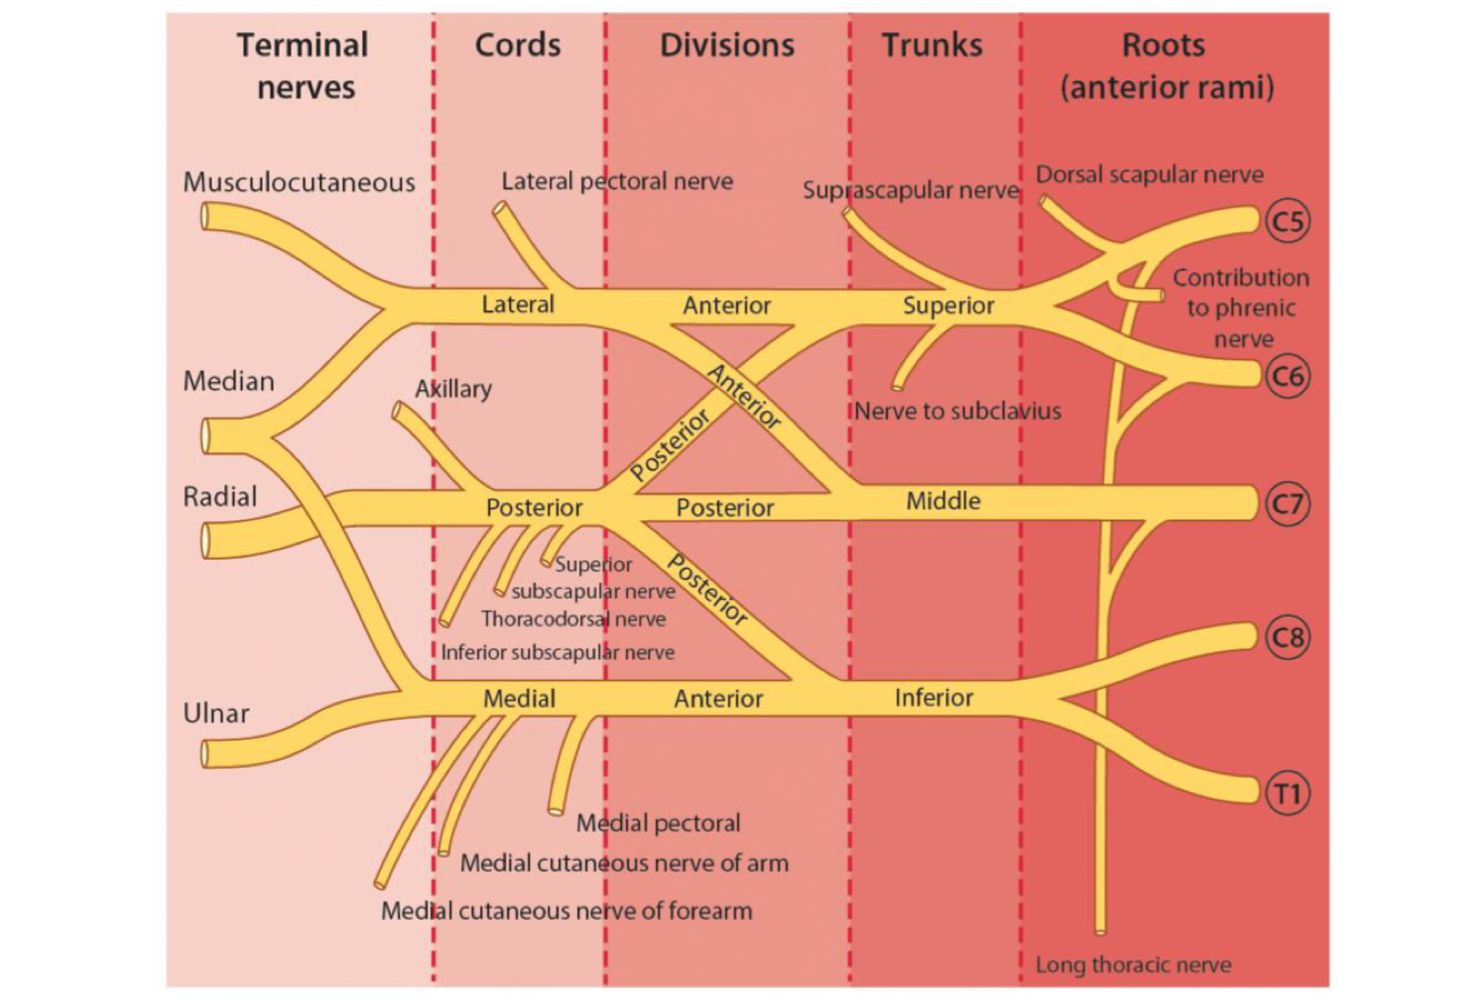 Terminal
nerves
Cords
Divisions
Trunks
Roots
(anterior rami)
Musculocutaneous
Lateral pectoral nerve
Suprascapular nerve
Dorsal scapular nerve
C5
Contribution
to phrenic
nerve
Lateral
Anterior
Superior
Median
Axillary
Anterior
Posterior
Nerve to subclavius
C6
Radial
Posterior
Posterior
Middle
C7
Superior
subscapular nerve
Thoracodorsal nerve
Inferior subscapular nerve
Posterior
C8
Ulnar
Medial
Anterior
Inferior
T1
Medial pectoral
Medial cutaneous nerve of arm
Medial cutaneous nerve of forearm
Long thoracic nerve